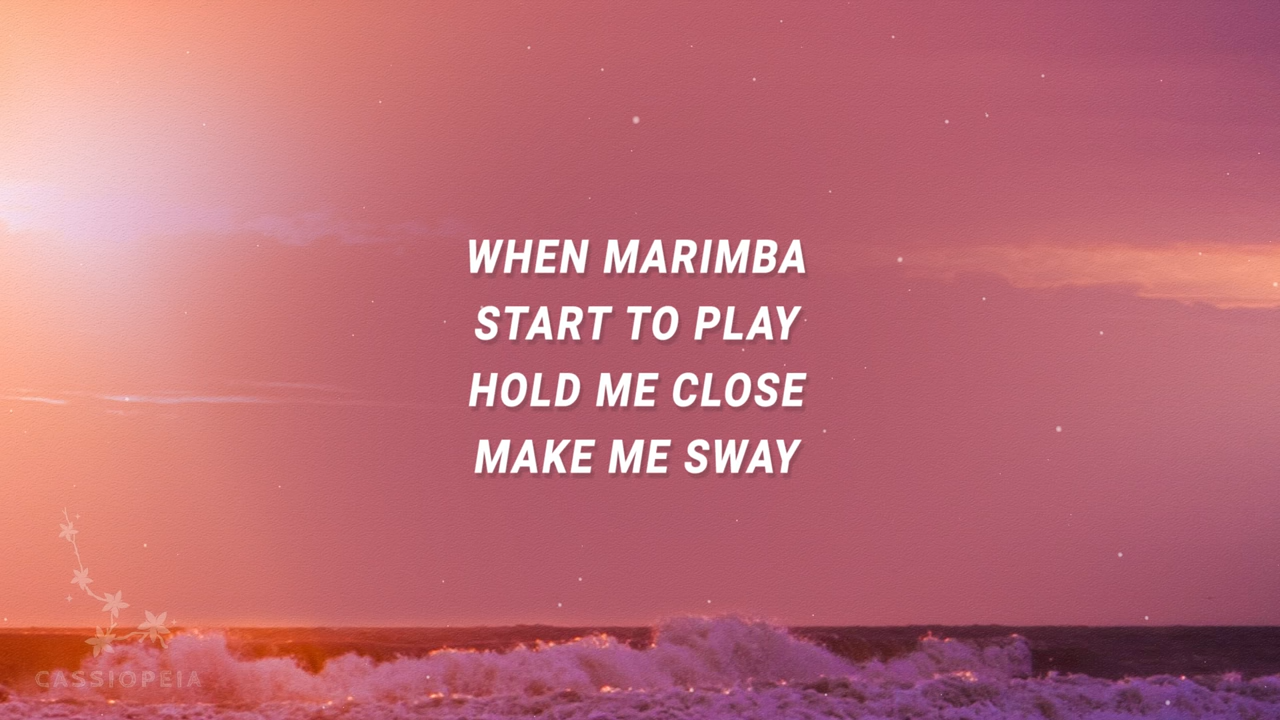 WHEN MARIMBA
START TO PLAY
HOLD ME CLOSE
MAKE ME SWAY
CASSIOPEIA